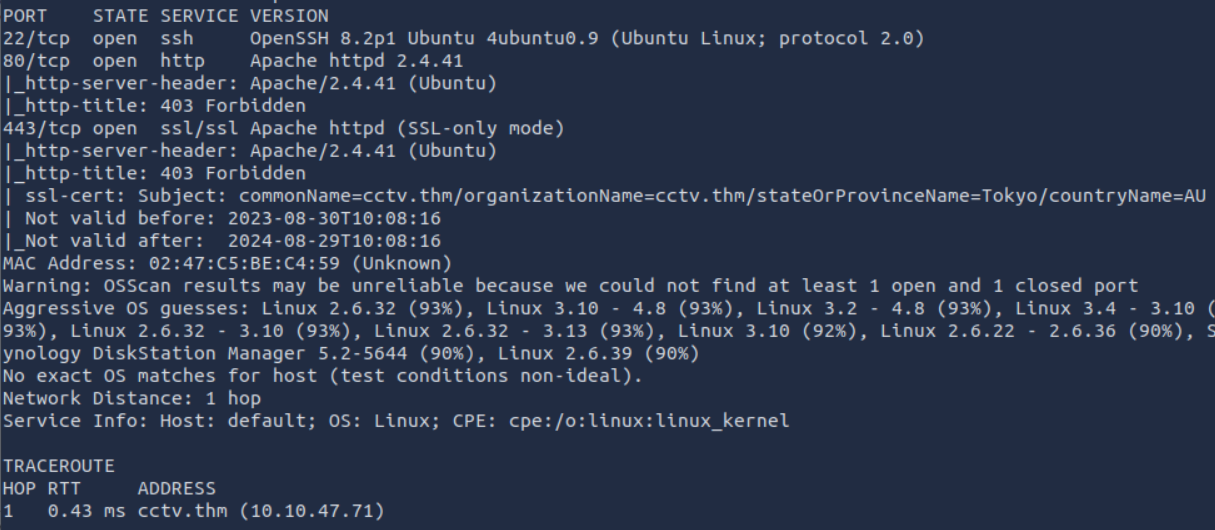 PORT    STATE SERVICE VERSION
22/tcp  open  ssh     OpenSSH 8.2p1 Ubuntu 4ubuntu0.9 (Ubuntu Linux; protocol 2.0)
80/tcp  open  http    Apache httpd 2.4.41
|_http-server-header: Apache/2.4.41 (Ubuntu)
|_http-title: 403 Forbidden
443/tcp open  ssl/ssl Apache httpd (SSL-only mode)
|_http-server-header: Apache/2.4.41 (Ubuntu)
|_http-title: 403 Forbidden
| ssl-cert: Subject: commonName=cctv.thm/organizationName=cctv.thm/stateOrProvinceName=Tokyo/countryName=AU
| Not valid before: 2023-08-30T10:08:16
|_Not valid after:  2024-08-29T10:08:16
MAC Address: 02:47:C5:BE:C4:59 (Unknown)
Warning: OSScan results may be unreliable because we could not find at least 1 open and 1 closed port
Aggressive OS guesses: Linux 2.6.32 (93%), Linux 3.10 - 4.8 (93%), Linux 3.2 - 4.8 (93%), Linux 3.4 - 3.10 (
93%), Linux 2.6.32 - 3.10 (93%), Linux 2.6.32 - 3.13 (93%), Linux 3.10 (92%), Linux 2.6.22 - 2.6.36 (90%), S
ynology DiskStation Manager 5.2-5644 (90%), Linux 2.6.39 (90%)
No exact OS matches for host (test conditions non-ideal).
Network Distance: 1 hop
Service Info: Host: default; OS: Linux; CPE: cpe:/o:linux:linux_kernel

TRACEROUTE
HOP RTT     ADDRESS
1   0.43 ms cctv.thm (10.10.47.71)